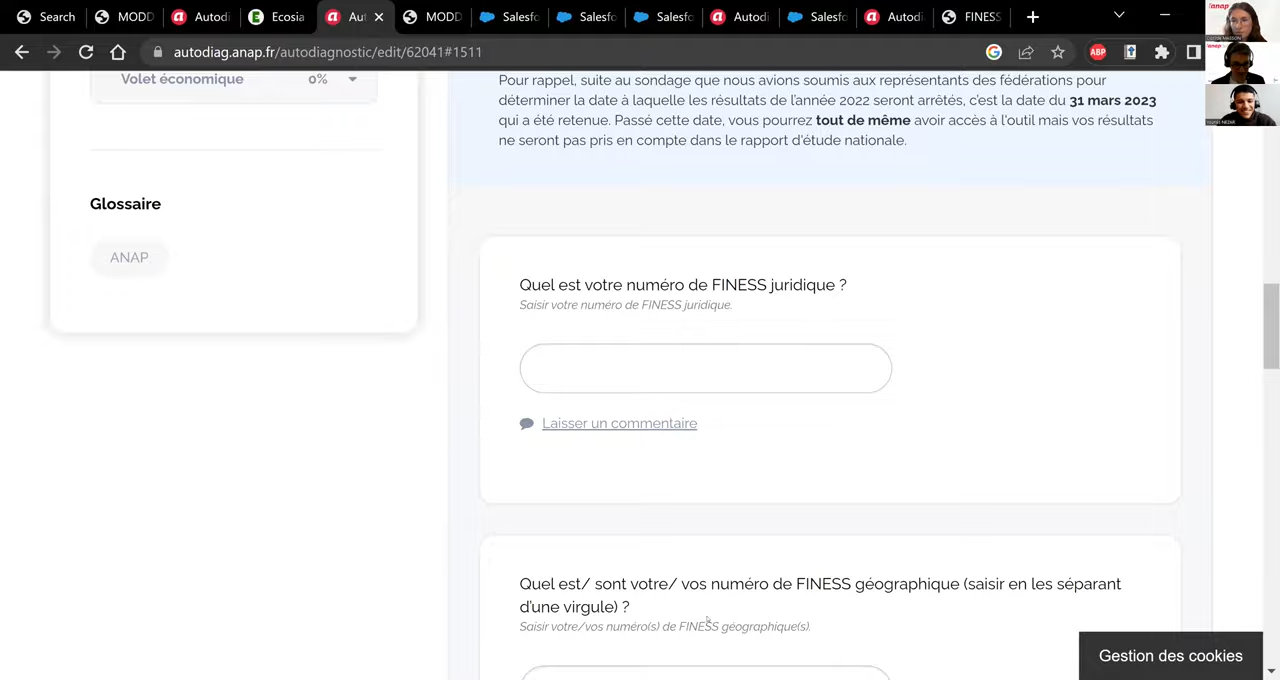 Search
MODD
Autodi
Ecosia
Aut
MODD
Salesfo
Salesfo
Salesfo
Autodi
Salesfo
Autodi
FINESS
autodiag.anap.fr/autodiagnostic/edit/62041#1511
ABP
Volet économique 0%
Glossaire
ANAP
Pour rappel, suite au sondage que nous avions soumis aux représentants des fédérations pour
déterminer la date à laquelle les résultats de l'année 2022 seront arrêtés, c'est la date du 31 mars 2023
qui a été retenue. Passé cette date, vous pourrez tout de même avoir accès à l'outil mais vos résultats
ne seront pas pris en compte dans le rapport d'étude nationale.
Quel est votre numéro de FINESS juridique ?
Saisir votre numéro de FINESS juridique.
Laisser un commentaire
Quel est/ sont votre/ vos numéro de FINESS géographique (saisir en les séparant
d'une virgule) ?
Saisir votre/vos numéro(s) de FINESS géographique(s).
Gestion des cookies